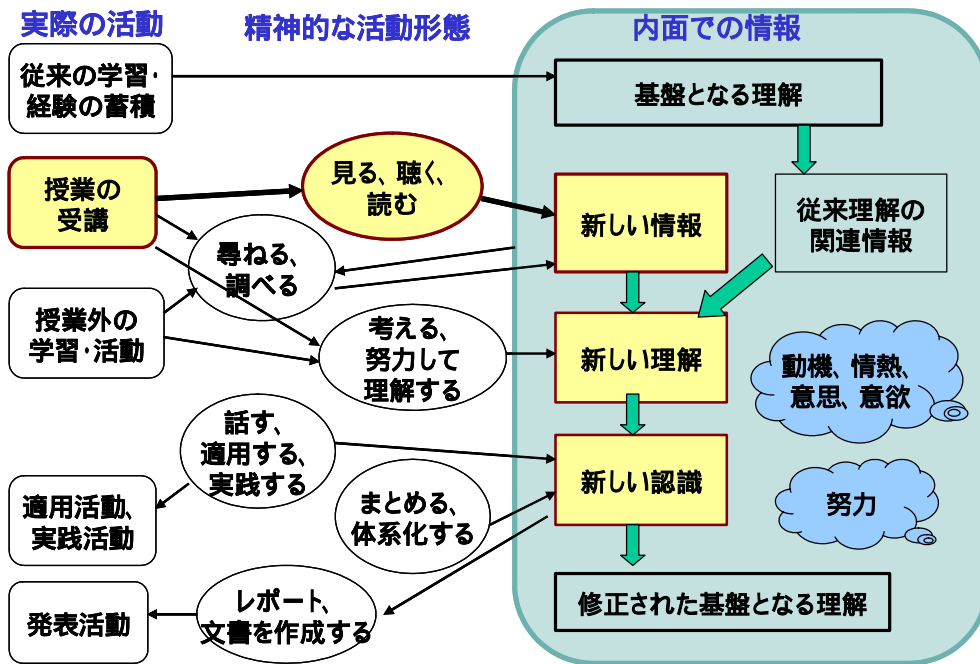 実際の活動
精神的な活動形態
内面での情報
従来の学習・
経験の蓄積
基盤となる理解
授業の
受講
見る、聴く、
読む
新しい情報
従来理解の
関連情報
尋ねる、
調べる
授業外の
学習・活動
考える、
努力して
理解する
新しい理解
動機、情熱、
意思、意欲
話す、
適用する、
実践する
新しい認識
適用活動、
実践活動
まとめる、
体系化する
努力
発表活動
レポート、
文書を作成する
修正された基盤となる理解